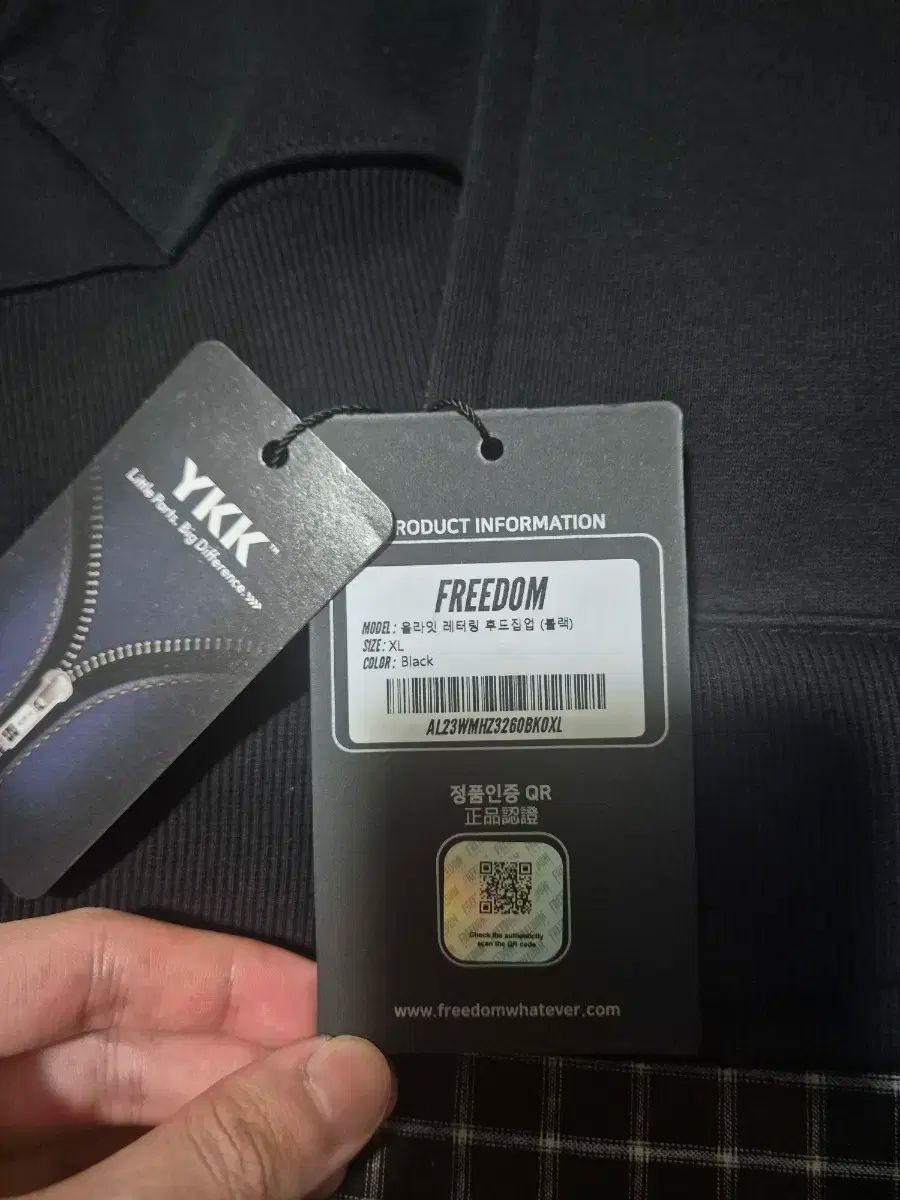 YKK™
Little Parts. Big Difference.
RODUCT INFORMATION
FREEDOM
MODEL: 올라잇 레터링 후드집업 (블랙)
SIZE: XL
COLOR: Black
AL23WMHZ3260BK0XL
정품인증 QR
正品認證
Check the authenticity
scan the QR code
www.freedomwhatever.com